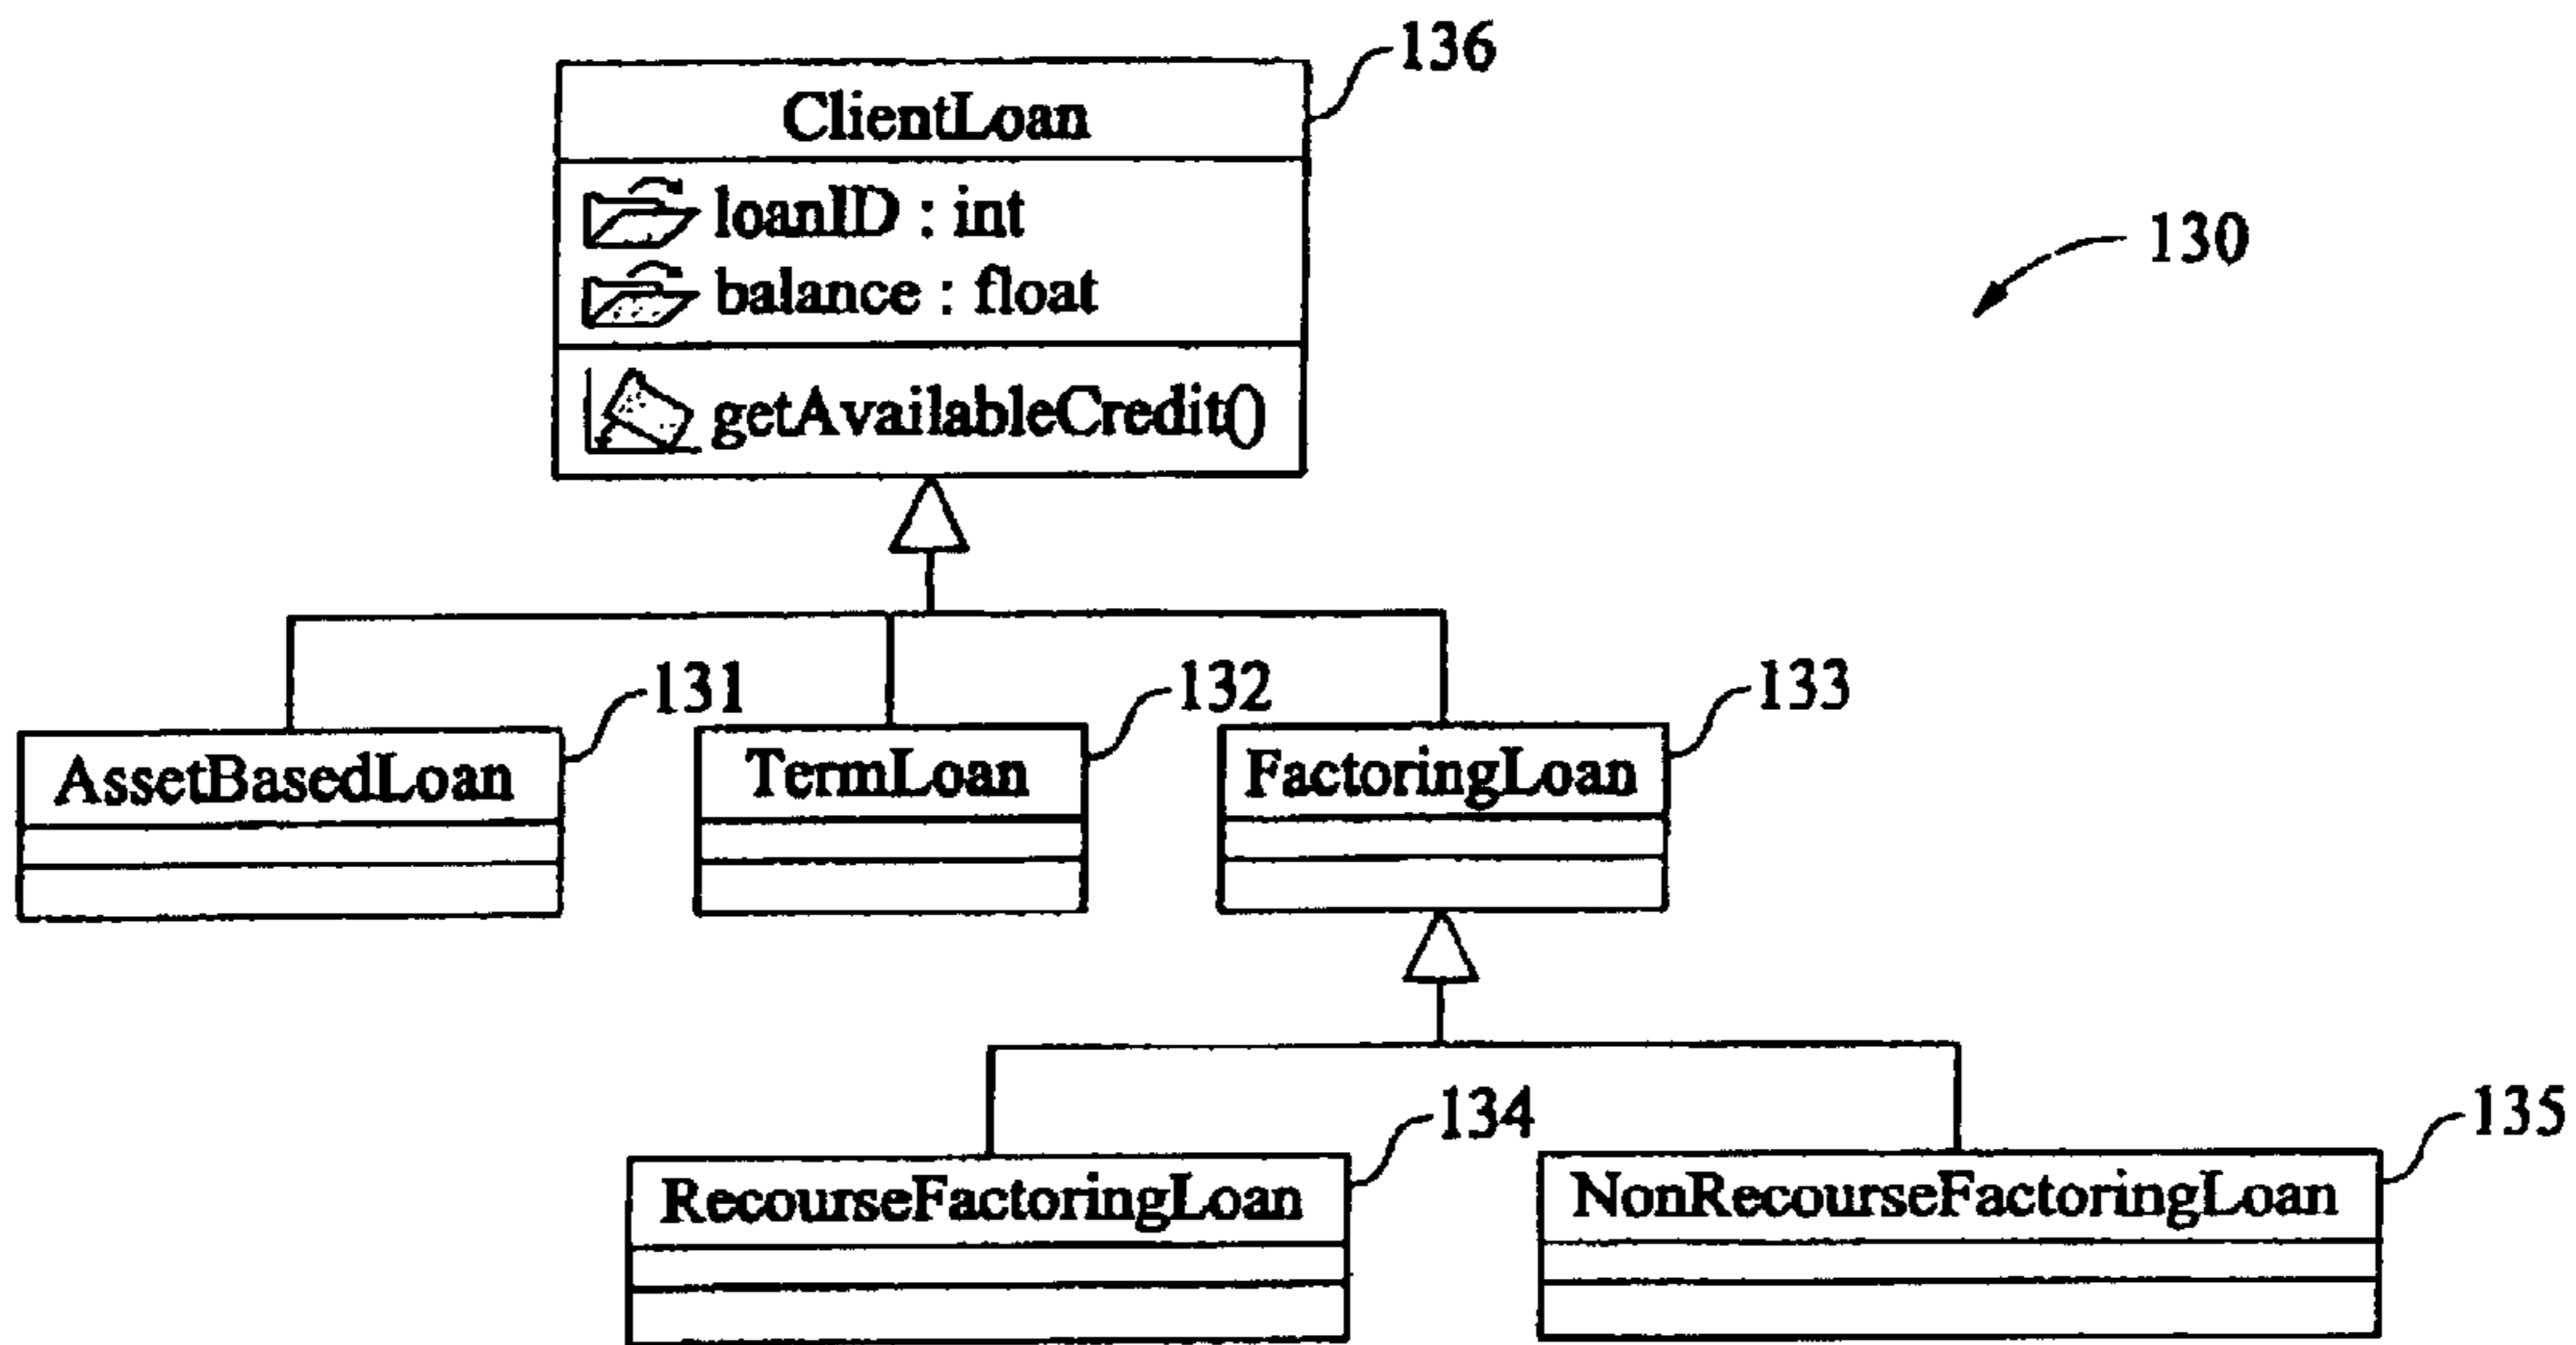 136
ClientLoan
loanID : int
balance : float
getAvailableCredit()
130
131
132
133
AssetBasedLoan
TermLoan
FactoringLoan
134
135
RecourseFactoringLoan
NonRecourseFactoringLoan